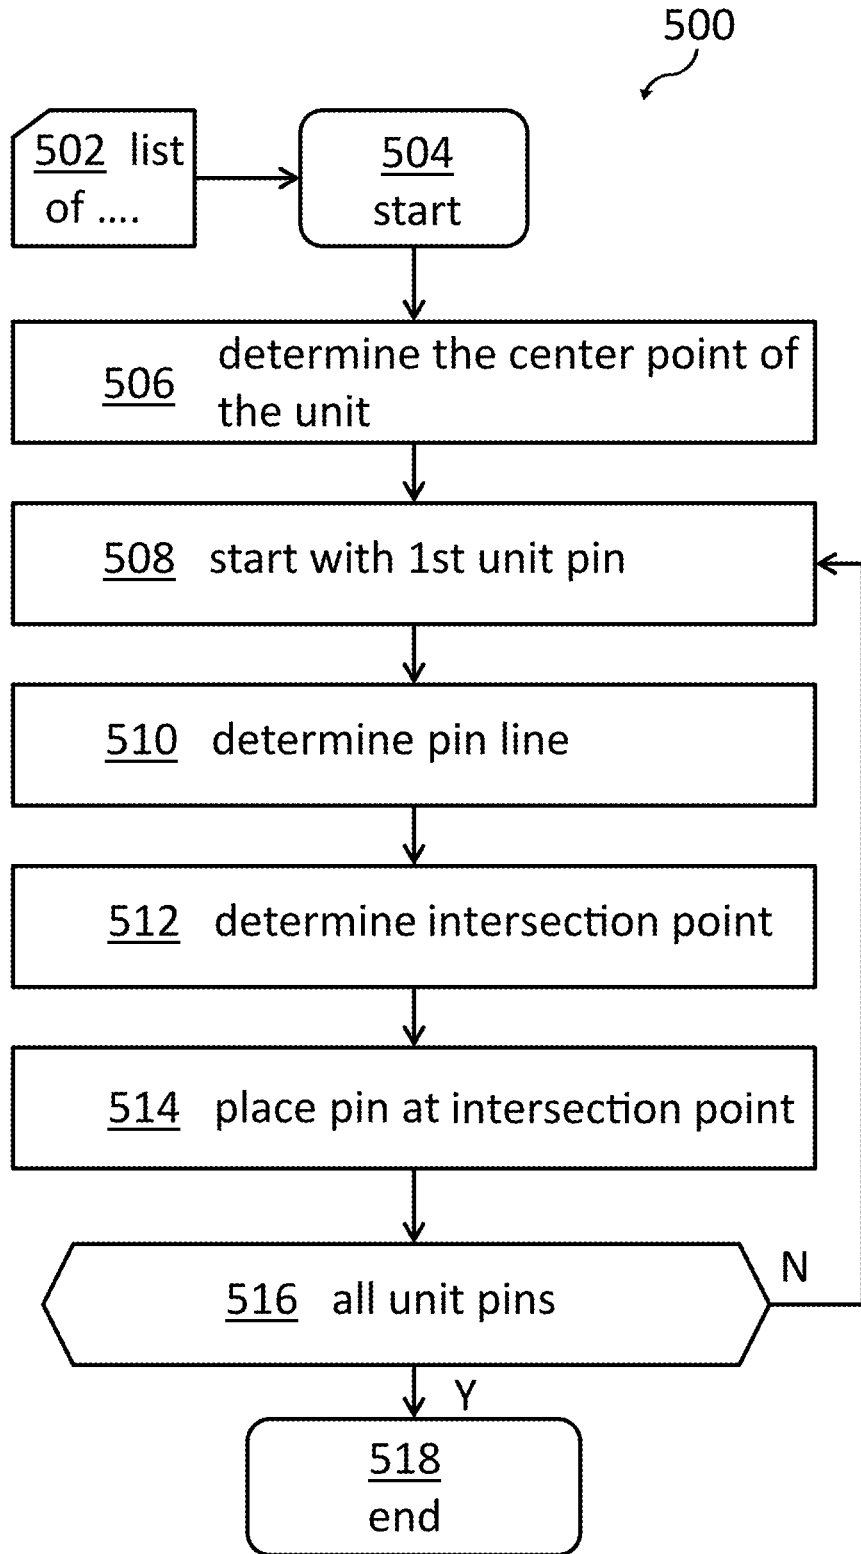 500
502 list
of ....
504
start
506 determine the center point of
the unit
508 start with 1st unit pin
510 determine pin line
512 determine intersection point
514 place pin at intersection point
516 all unit pins
N
Y
518
end